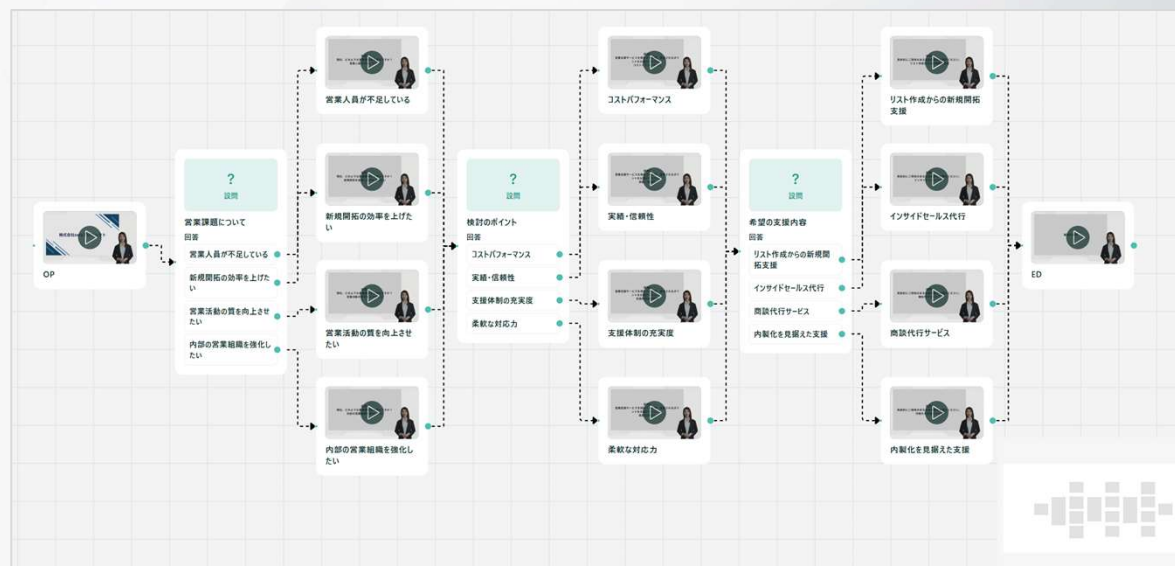 OP
?
設問
営業課題について
回答
営業人員が不足している
新規開拓の効率を上げた
い
営業活動の質を向上させ
たい
内部の営業組織を強化し
たい
営業人員が不足している
新規開拓の効率を上げた
い
営業活動の質を向上させ
たい
内部の営業組織を強化し
たい
?
設問
検討のポイント
回答
コストパフォーマンス
実績・信頼性
支援体制の充実度
柔軟な対応力
コストパフォーマンス
実績・信頼性
支援体制の充実度
柔軟な対応力
?
設問
希望の支援内容
回答
リスト作成からの新規開
拓支援
インサイドセールス代行
商談代行サービス
内製化を見据えた支援
リスト作成からの新規開拓
支援
インサイドセールス代行
商談代行サービス
内製化を見据えた支援
ED